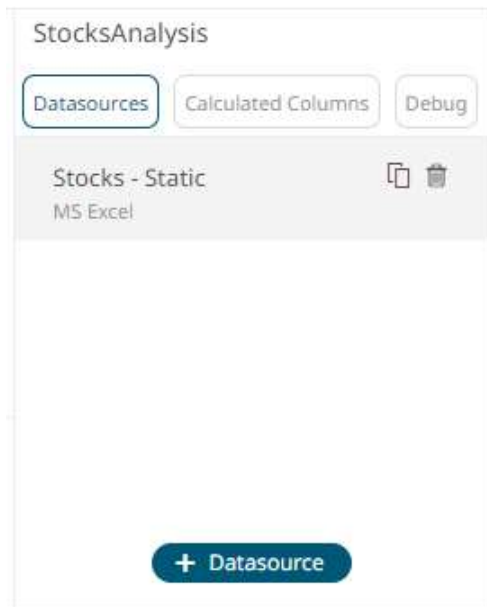 StocksAnalysis
Datasources Calculated Columns Debug
Stocks - Static
MS Excel
+ Datasource